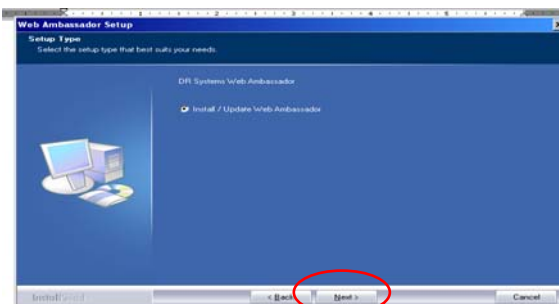 Web Ambassador Setup
Setup Type
Select the setup type that best suits your needs.
DR Systems Web Ambassador
Install / Update Web Ambassador
InstallShield
< Back
Next >
Cancel